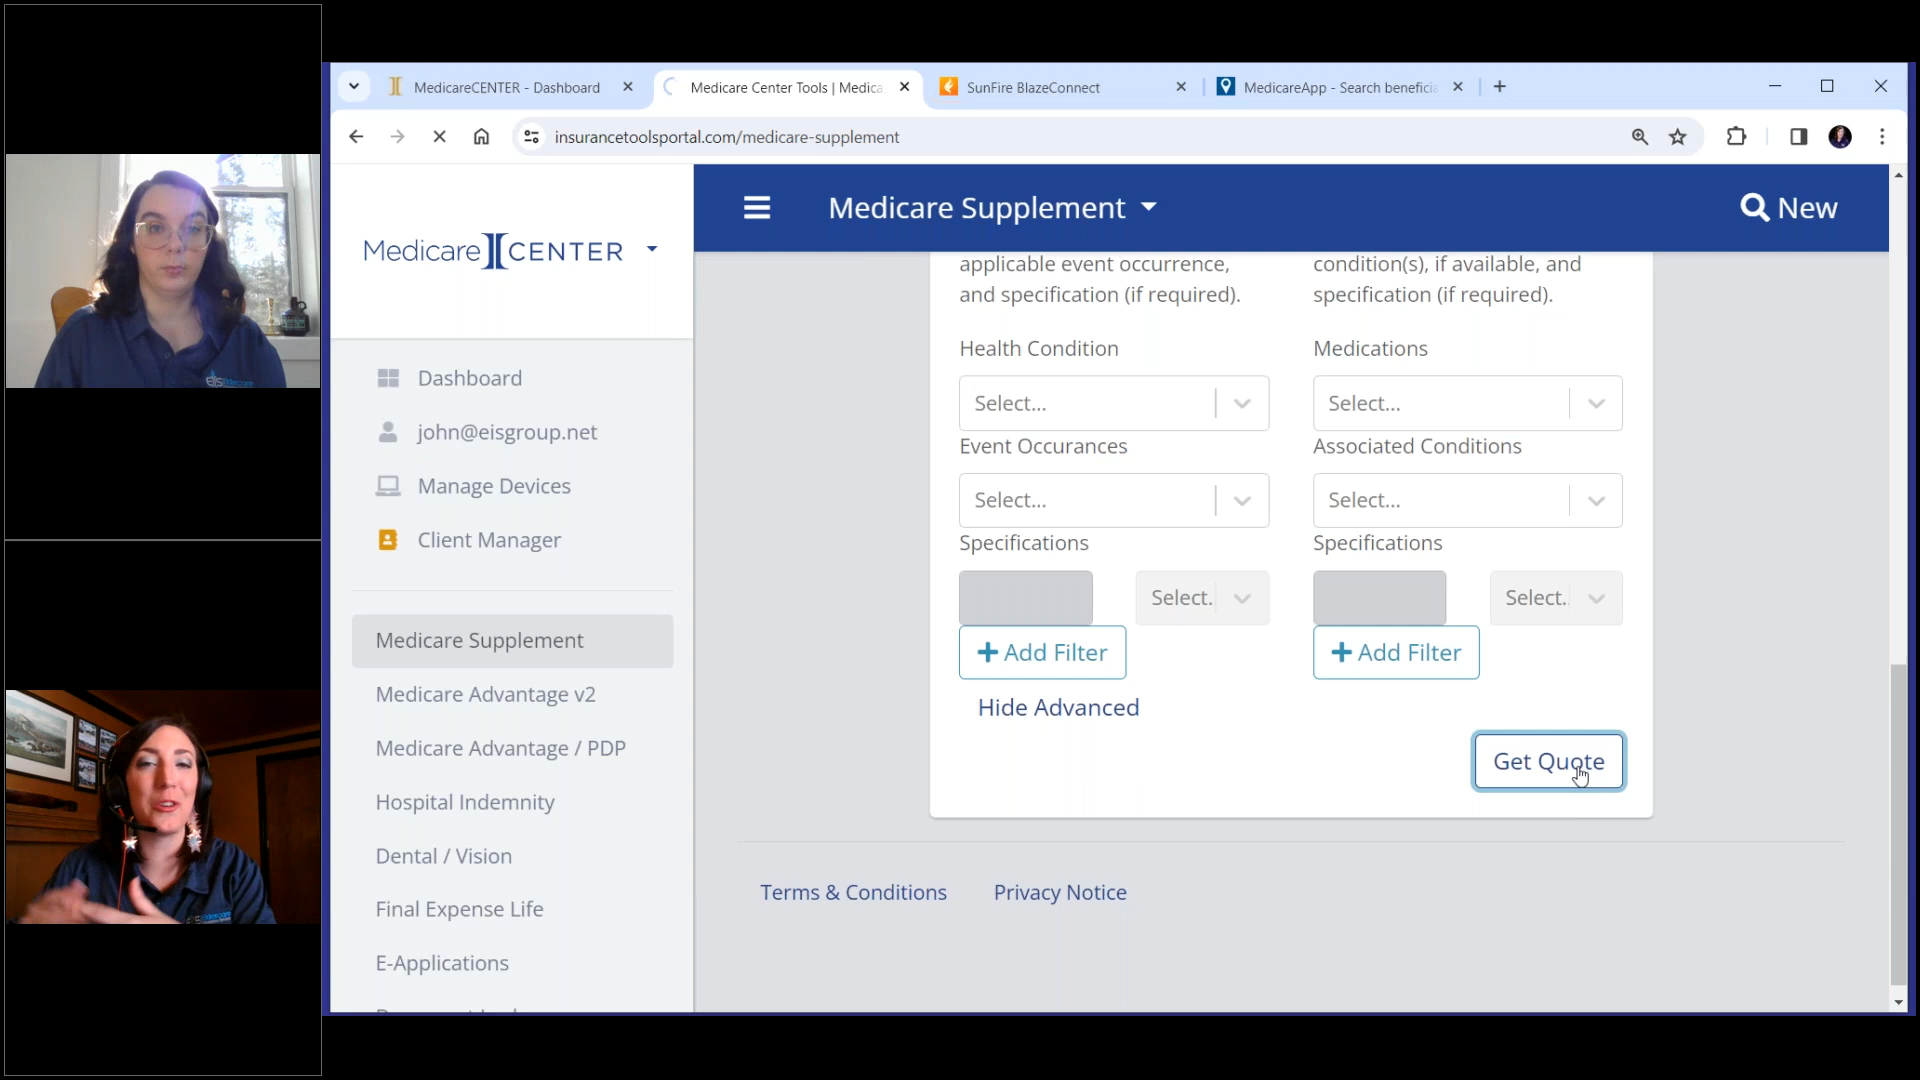 MedicareCENTER - Dashboard
Medicare Center Tools | Medica
SunFire BlazeConnect
MedicareApp - Search benefici
insurancetoolsportal.com/medicare-supplement
Medicare CENTER
Medicare Supplement
New
Dashboard
john@eisgroup.net
Manage Devices
Client Manager
Medicare Supplement
Medicare Advantage v2
Medicare Advantage / PDP
Hospital Indemnity
Dental / Vision
Final Expense Life
E-Applications
applicable event occurrence,
and specification (if required).
Health Condition
Select...
Event Occurances
Select...
Specifications
Select.
Add Filter
Hide Advanced
condition(s), if available, and
specification (if required).
Medications
Select...
Associated Conditions
Select...
Specifications
Select..
Add Filter
Get Quote
Terms & Conditions
Privacy Notice